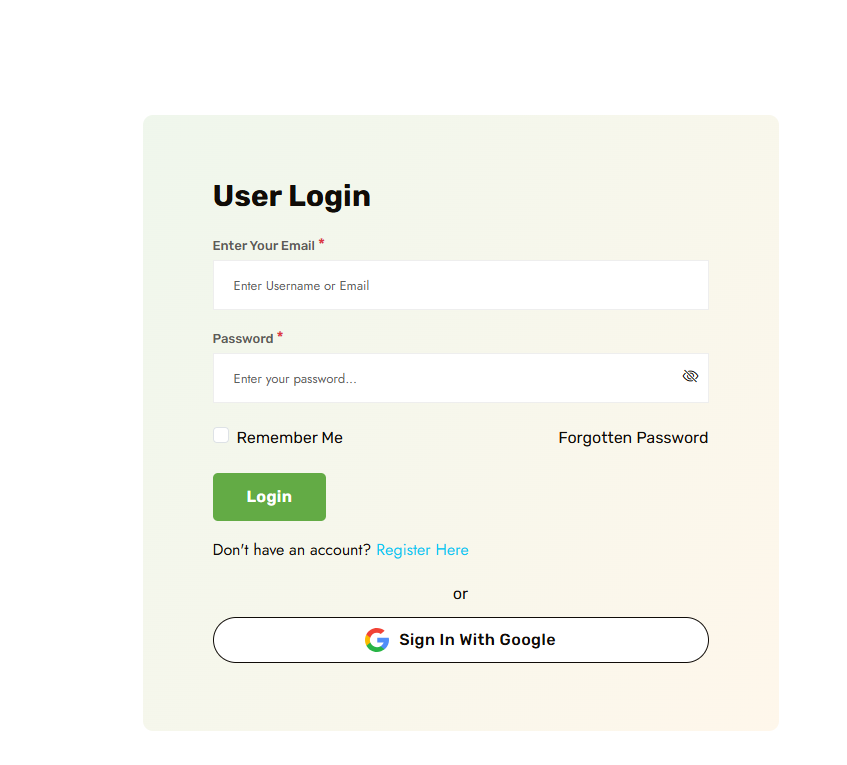 User Login
Enter Your Email *
Enter Username or Email
Password *
Enter your password...
Remember Me Forgotten Password
Login
Don't have an account? Register Here
or
Sign In With Google